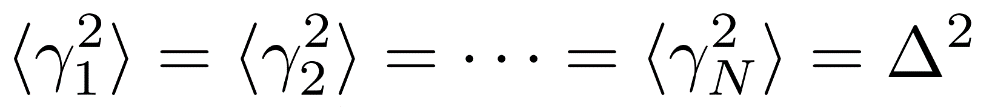 ⟨γ₁²⟩ = ⟨γ₂²⟩ = ⋯ = ⟨γ_N²⟩ = Δ²